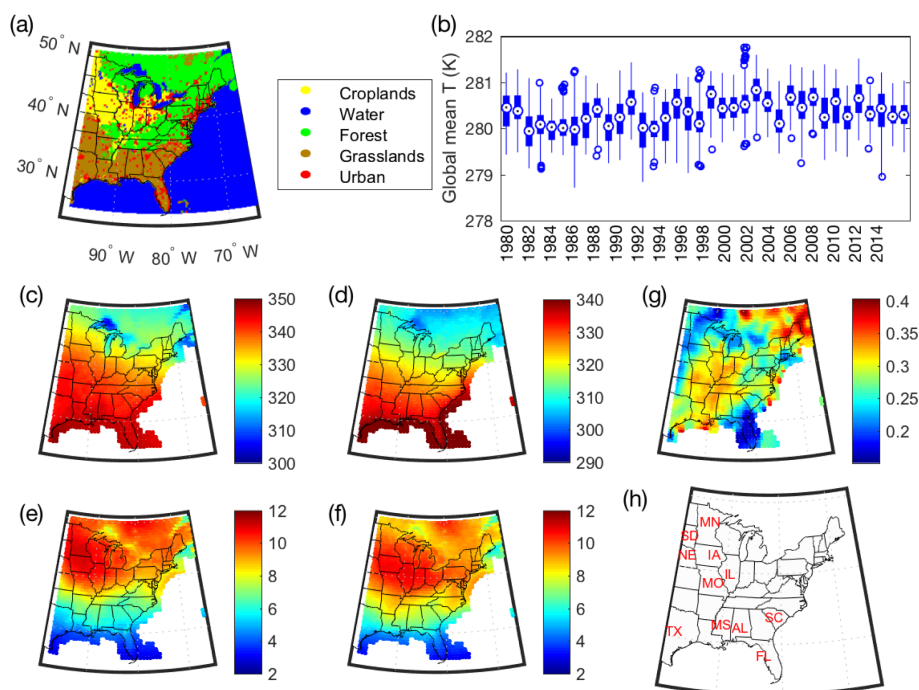 (a)
50° N
40° N
30° N
90° W
80° W
70° W
Croplands
Water
Forest
Grasslands
Urban
(b)
Global mean T (K)
282
281
280
279
278
1980
1982
1984
1986
1988
1990
1992
1994
1996
1998
2000
2002
2004
2006
2008
2010
2012
2014
(c)
350
340
330
320
310
300
(d)
340
330
320
310
300
290
(g)
0.4
0.35
0.3
0.25
0.2
(e)
12
10
8
6
4
2
(f)
12
10
8
6
4
2
(h)
MN
SD
NE
IA
IL
MO
SC
MS
AL
TX
FL